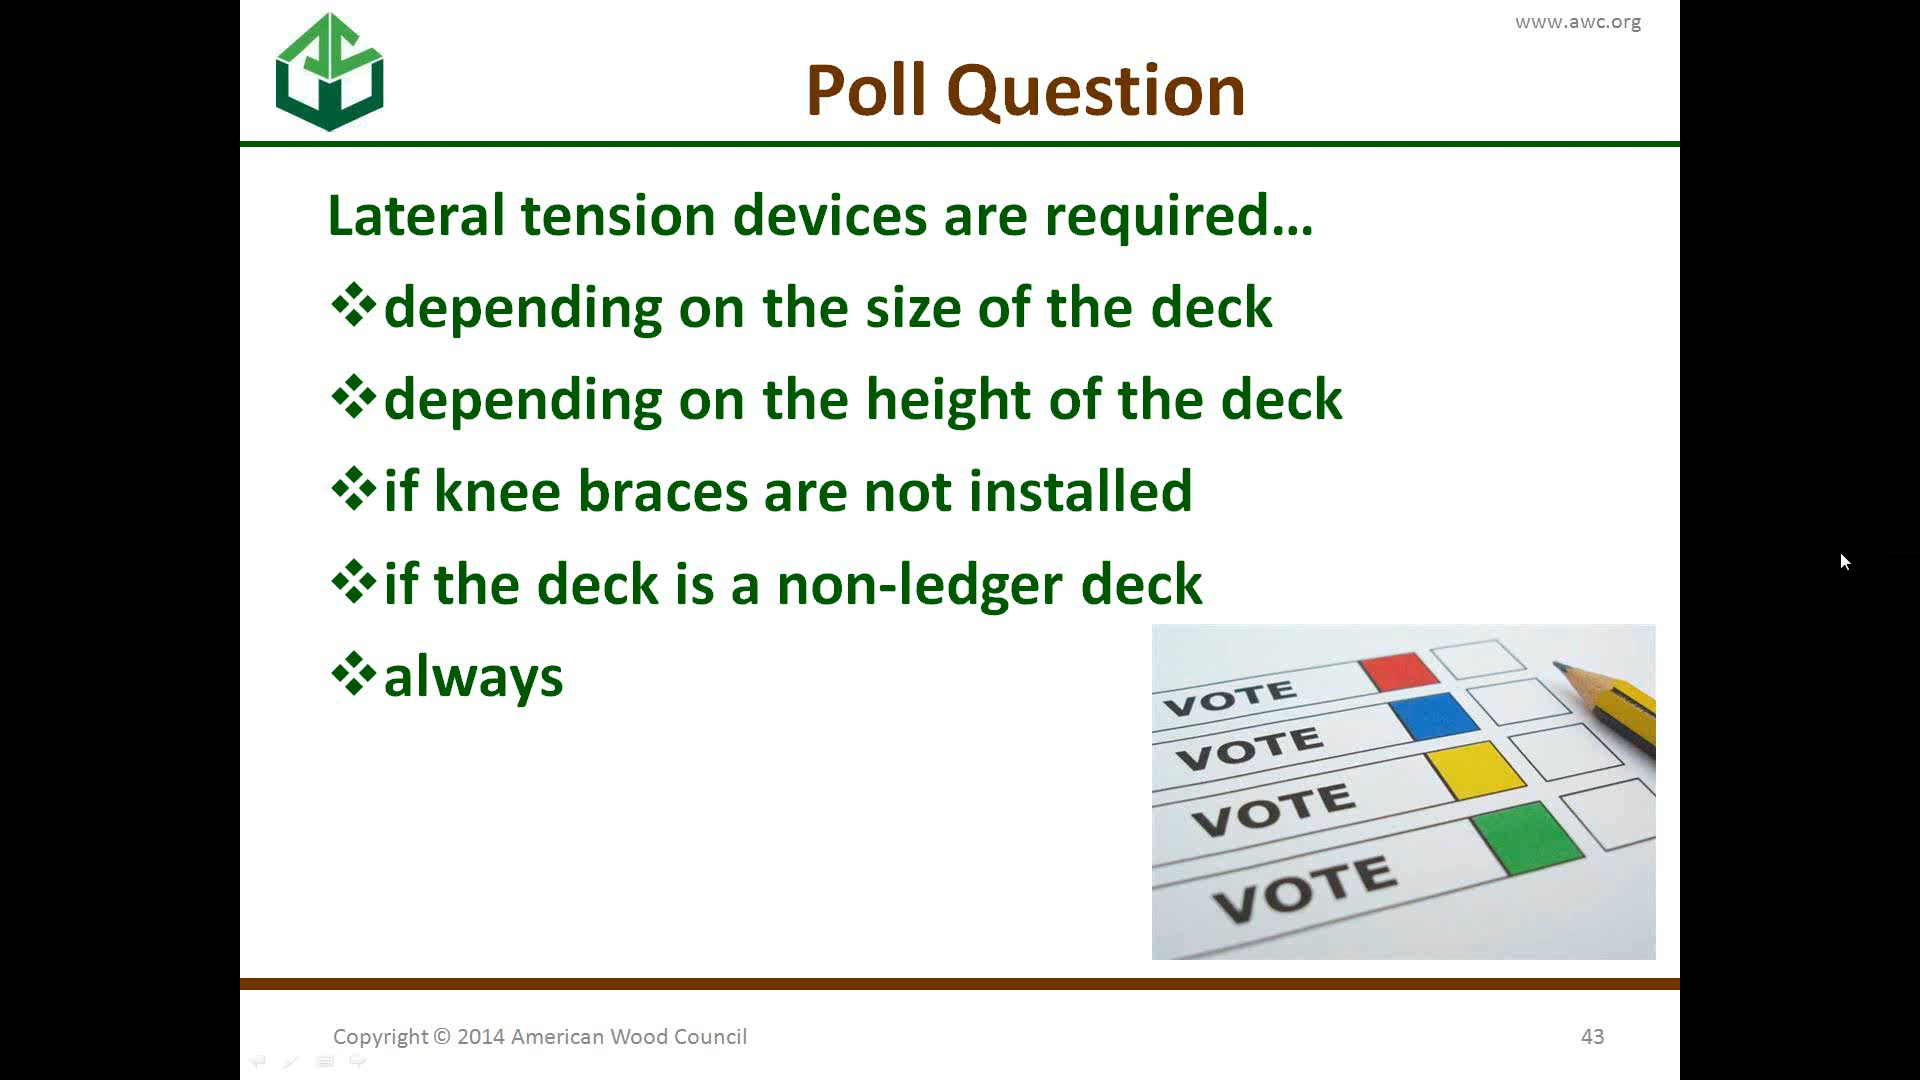 www.awc.org
Poll Question
Lateral tension devices are required...
❖depending on the size of the deck
❖depending on the height of the deck
❖if knee braces are not installed
❖if the deck is a non-ledger deck
❖always
VOTE
VOTE
VOTE
VOTE
Copyright © 2014 American Wood Council
43